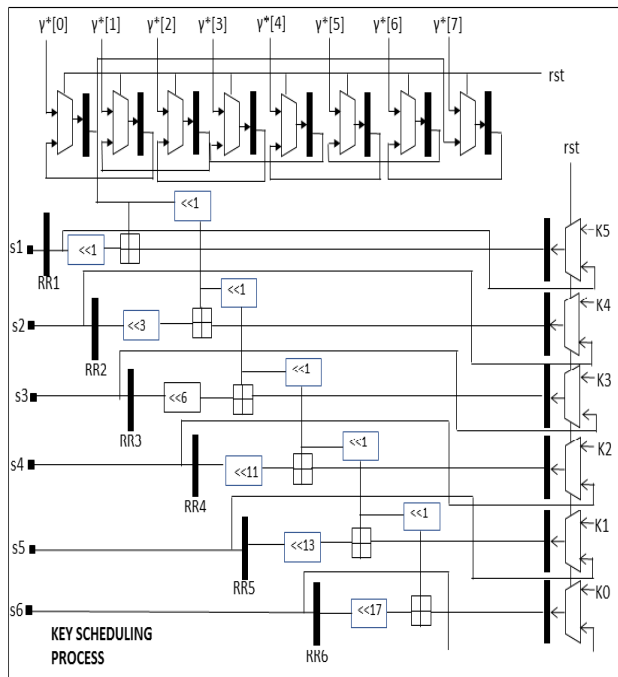 γ*[0] γ*[1] γ*[2] γ*[3] γ*[4] γ*[5] γ*[6] γ*[7]
rst
rst
<<1
s1 <<1 K5
RR1
<<1
K4
s2 <<3
RR2
<<1
K3
s3 <<6
RR3
<<1
K2
s4 <<11
RR4
<<1
K1
s5 <<13
RR5
K0
s6 <<17
KEY SCHEDULING
PROCESS
RR6